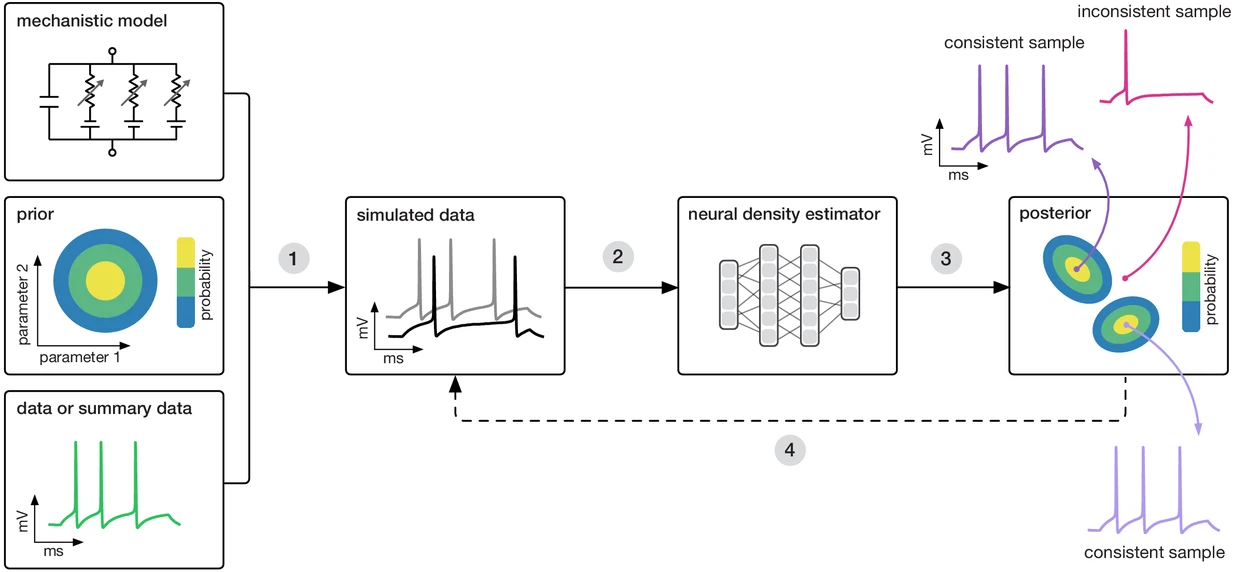 mechanistic model
prior
parameter 2
parameter 1
probability
data or summary data
mV
ms
1
simulated data
mV
ms
2
neural density estimator
3
posterior
probability
4
consistent sample
mV
ms
inconsistent sample
consistent sample